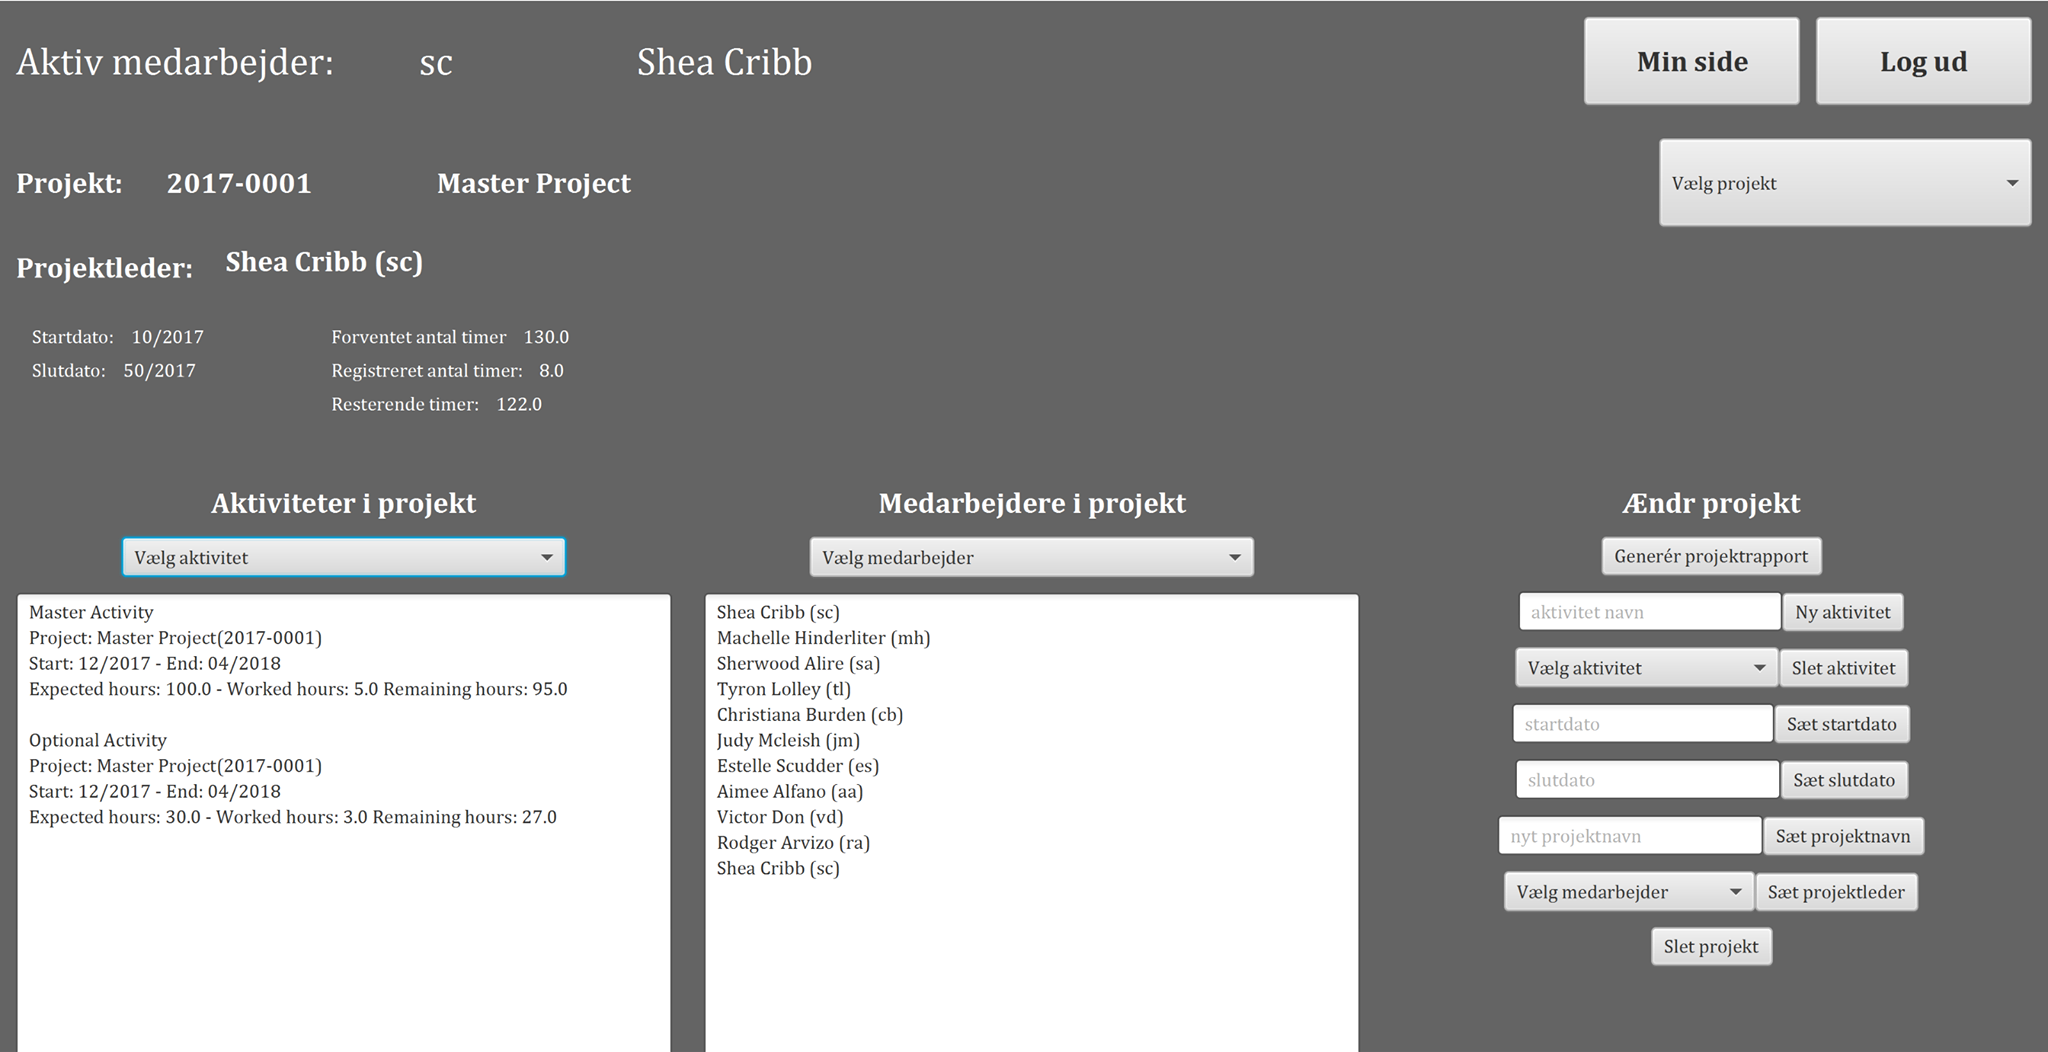 Aktiv medarbejder: sc Shea Cribb Min side Log ud
Projekt: 2017-0001 Master Project Vælg projekt
Projektleder: Shea Cribb (sc)
Startdato: 10/2017 Forventet antal timer 130.0
Slutdato: 50/2017 Registreret antal timer: 8.0
Resterende timer: 122.0
Aktiviteter i projekt
Vælg aktivitet
Master Activity
Project: Master Project(2017-0001)
Start: 12/2017 - End: 04/2018
Expected hours: 100.0 - Worked hours: 5.0 Remaining hours: 95.0
Optional Activity
Project: Master Project(2017-0001)
Start: 12/2017 - End: 04/2018
Expected hours: 30.0 - Worked hours: 3.0 Remaining hours: 27.0
Medarbejdere i projekt
Vælg medarbejder
Shea Cribb (sc)
Machelle Hinderliter (mh)
Sherwood Alire (sa)
Tyron Lolley (tl)
Christiana Burden (cb)
Judy Mcleish (jm)
Estelle Scudder (es)
Aimee Alfano (aa)
Victor Don (vd)
Rodger Arvizo (ra)
Shea Cribb (sc)
Ændr projekt
Generér projektrapport
aktivitet navn Ny aktivitet
Vælg aktivitet Slet aktivitet
startdato Sæt startdato
slutdato Sæt slutdato
nyt projektnavn Sæt projektnavn
Vælg medarbejder Sæt projektleder
Slet projekt